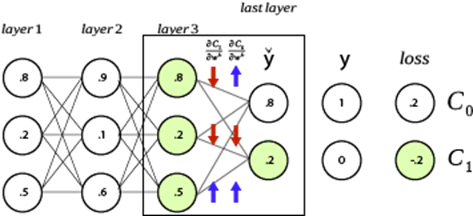 last layer
layer 1 layer 2 layer 3
∂C₁/∂wᴸ ∂C₀/∂wᴸ y̌ y loss
.8 .9 .8 .8 1 .2 C₀
.2 .1 .2 .2 0 -.2 C₁
.5 .6 .5